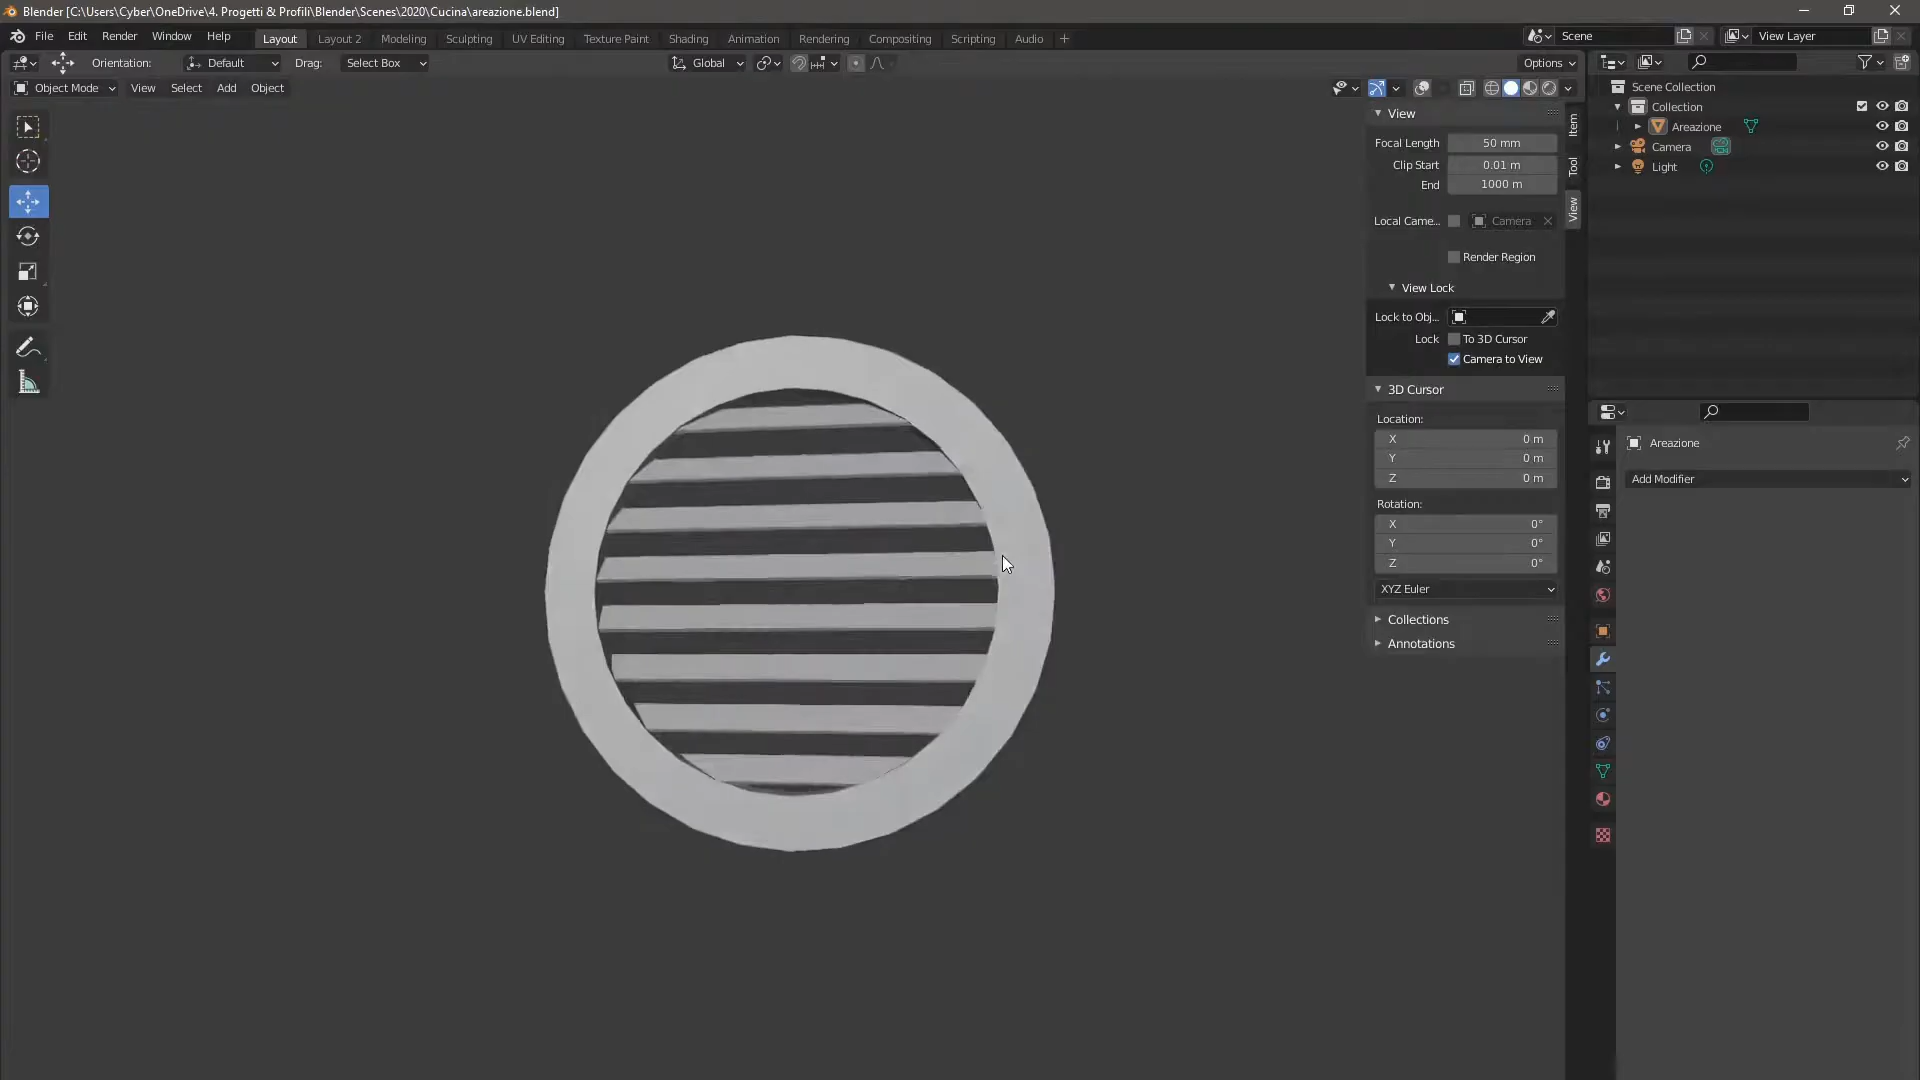 Blender [C:\Users\Cyber\OneDrive\4. Progetti & Profili\Blender\Scenes\2020\Cucina\areazione.blend]
File Edit Render Window Help Layout Layout 2 Modeling Sculpting UV Editing Texture Paint Shading Animation Rendering Compositing Scripting Audio + Scene View Layer
Orientation: Default Drag: Select Box Global Options
Object Mode View Select Add Object
Scene Collection
Collection
Areazione
Camera
Light
View
Focal Length 50 mm
Clip Start 0.01 m
End 1000 m
Local Came... Camera
Render Region
View Lock
Lock to Obj...
Lock To 3D Cursor
Camera to View
3D Cursor
Location:
X 0 m
Y 0 m
Z 0 m
Rotation:
X 0°
Y 0°
Z 0°
XYZ Euler
Collections
Annotations
Item
Tool
View
Areazione
Add Modifier